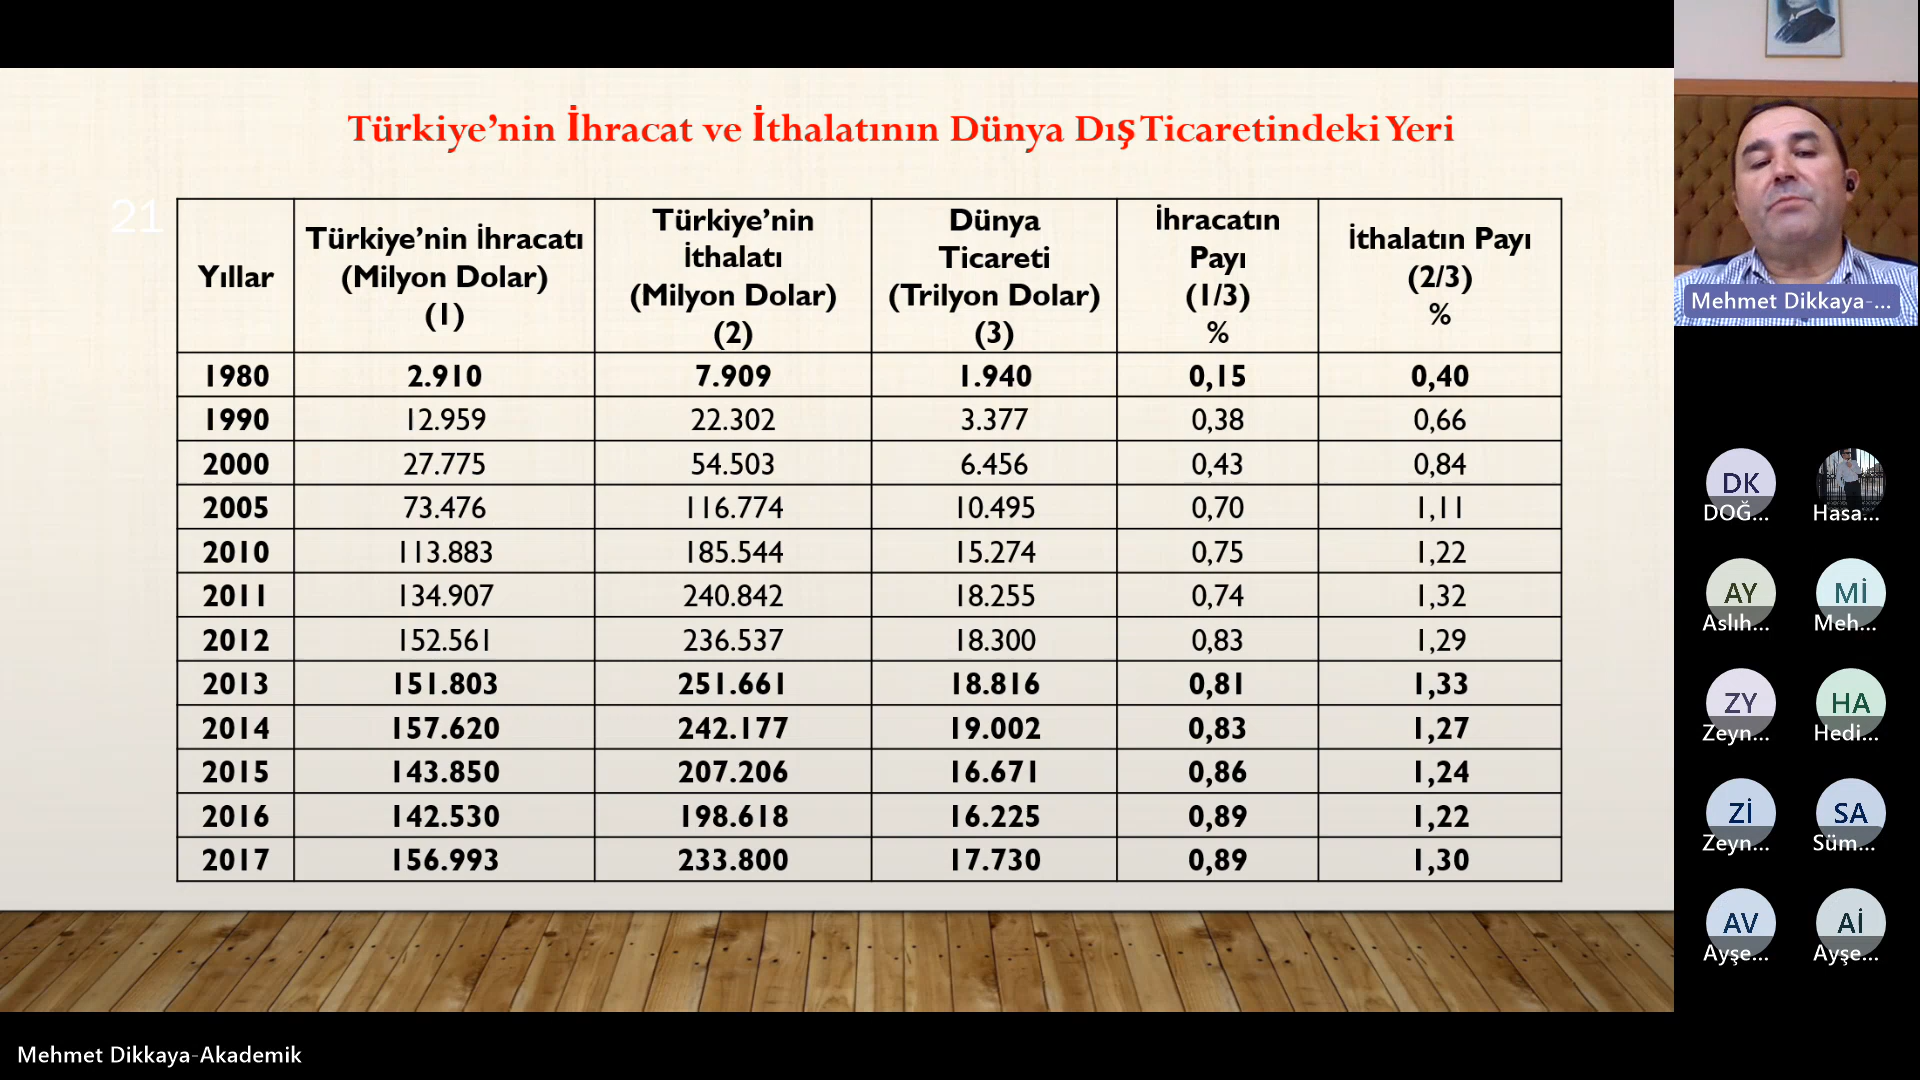 Türkiye’nin İhracat ve İthalatının Dünya Dış Ticaretindeki Yeri
21
Yıllar
Türkiye’nin İhracatı
(Milyon Dolar)
(1)
Türkiye’nin
İthalatı
(Milyon Dolar)
(2)
Dünya
Ticareti
(Trilyon Dolar)
(3)
İhracatın
Payı
(1/3)
%
İthalatın Payı
(2/3)
%
1980 2.910 7.909 1.940 0,15 0,40
1990 12.959 22.302 3.377 0,38 0,66
2000 27.775 54.503 6.456 0,43 0,84
2005 73.476 116.774 10.495 0,70 1,11
2010 113.883 185.544 15.274 0,75 1,22
2011 134.907 240.842 18.255 0,74 1,32
2012 152.561 236.537 18.300 0,83 1,29
2013 151.803 251.661 18.816 0,81 1,33
2014 157.620 242.177 19.002 0,83 1,27
2015 143.850 207.206 16.671 0,86 1,24
2016 142.530 198.618 16.225 0,89 1,22
2017 156.993 233.800 17.730 0,89 1,30
Mehmet Dikkaya-...
DK
DOĞ...
Hasa...
AY
Aslıh...
Mİ
Meh...
ZY
Zeyn...
HA
Hedi...
Zİ
Zeyn...
SA
Süm...
AV
Ayşe...
Aİ
Ayşe...
Mehmet Dikkaya-Akademik